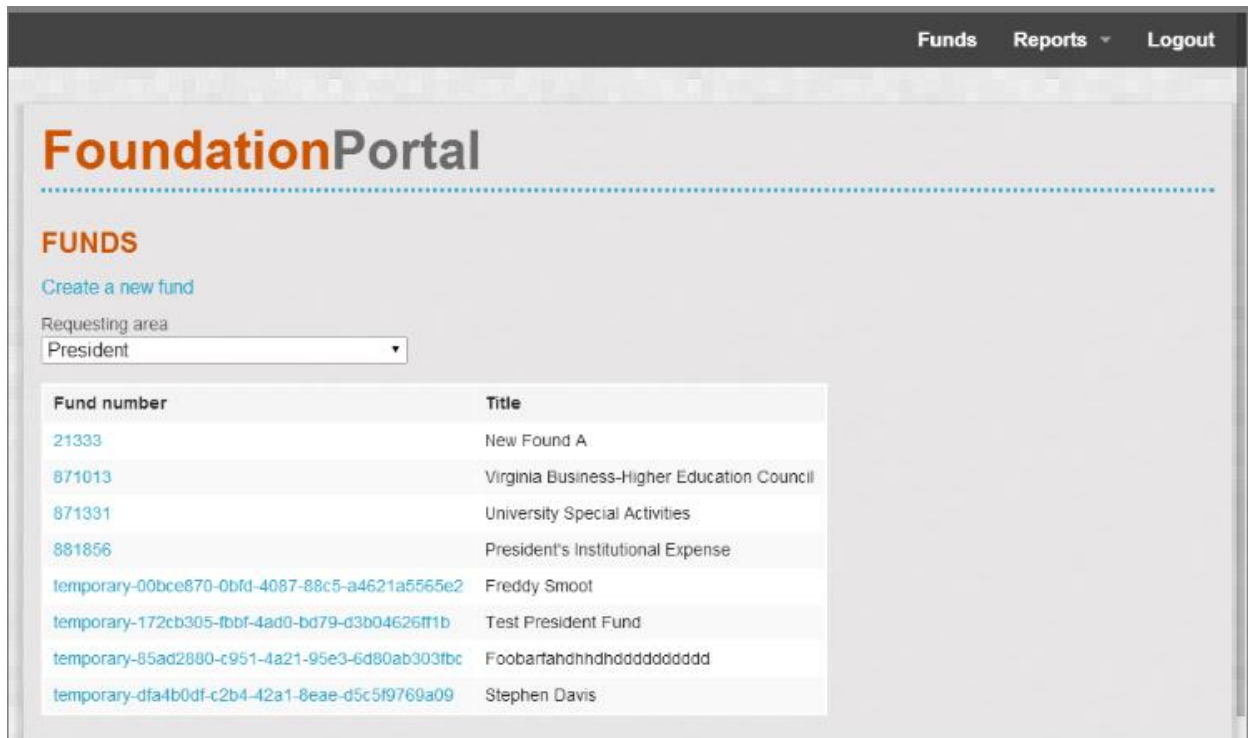 Funds Reports Logout
FoundationPortal
FUNDS
Create a new fund
Requesting area
President
Fund number Title
21333 New Found A
871013 Virginia Business-Higher Education Council
871331 University Special Activities
881856 President's Institutional Expense
temporary-00bce870-0bfd-4087-88c5-a4621a5565e2 Freddy Smoot
temporary-172cb305-fbbf-4ad0-bd79-d3b04626ff1b Test President Fund
temporary-85ad2880-c951-4a21-95e3-6d80ab303fbc Foobarfahdhhdhdddddddddd
temporary-dfa4b0df-c2b4-42a1-8eae-d5c5f9769a09 Stephen Davis